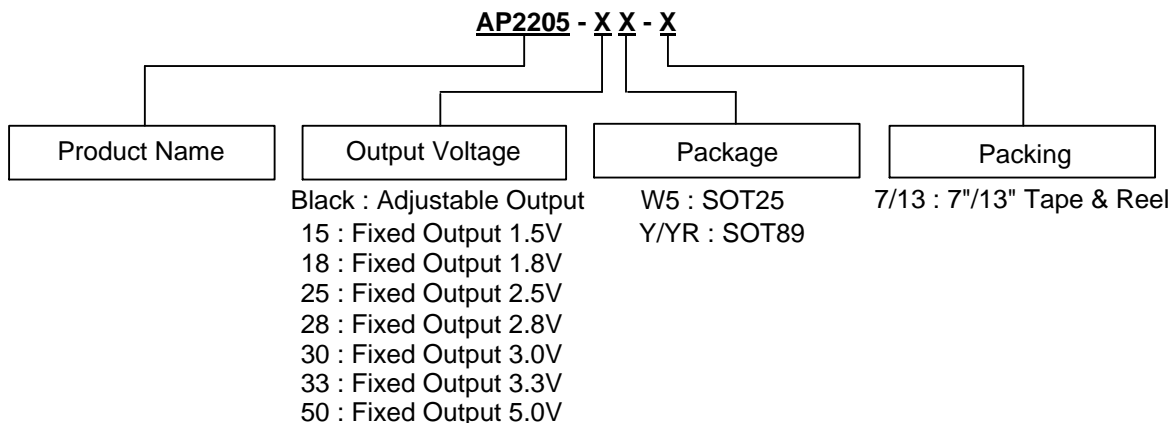 AP2205 - X X - X
Product Name
Output Voltage
Package
Packing
Black : Adjustable Output
15 : Fixed Output 1.5V
18 : Fixed Output 1.8V
25 : Fixed Output 2.5V
28 : Fixed Output 2.8V
30 : Fixed Output 3.0V
33 : Fixed Output 3.3V
50 : Fixed Output 5.0V
W5 : SOT25
Y/YR : SOT89
7/13 : 7"/13" Tape & Reel